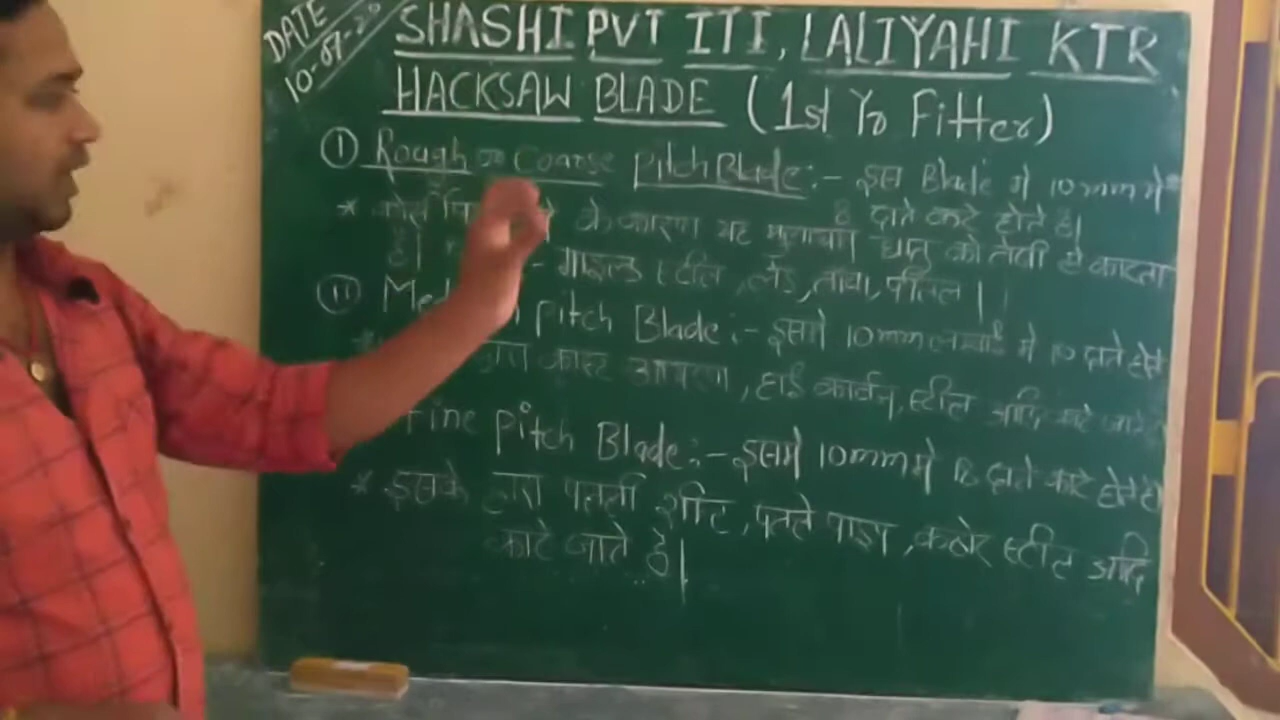 DATE
10-07-20
SHASHI PVT ITI, LALIYAHI KTR
HACKSAW BLADE (1st Yr Fitter)
① Rough or Coarse Pitch Blade:- इस Blade मे 10mm मे
8 दाते कटे होते है।
* कोर्स के कारण यह मुलायम धातु को तेजी से काटता
है। :- माइल्ड स्टील, लेड, तांबा, पीतल।
② Pitch Blade:- इसमे 10mm लम्बाई मे 10 दाते होते
द्वारा कास्ट आयरन, हाई कार्बन, स्टील आदि काटे जाते
Fine Pitch Blade:- इसमे 10mm मे दाते कटे होते है
* इसके द्वारा पतली शीट, पतले पाइप, कठोर स्टील आदि
काटे जाते है।